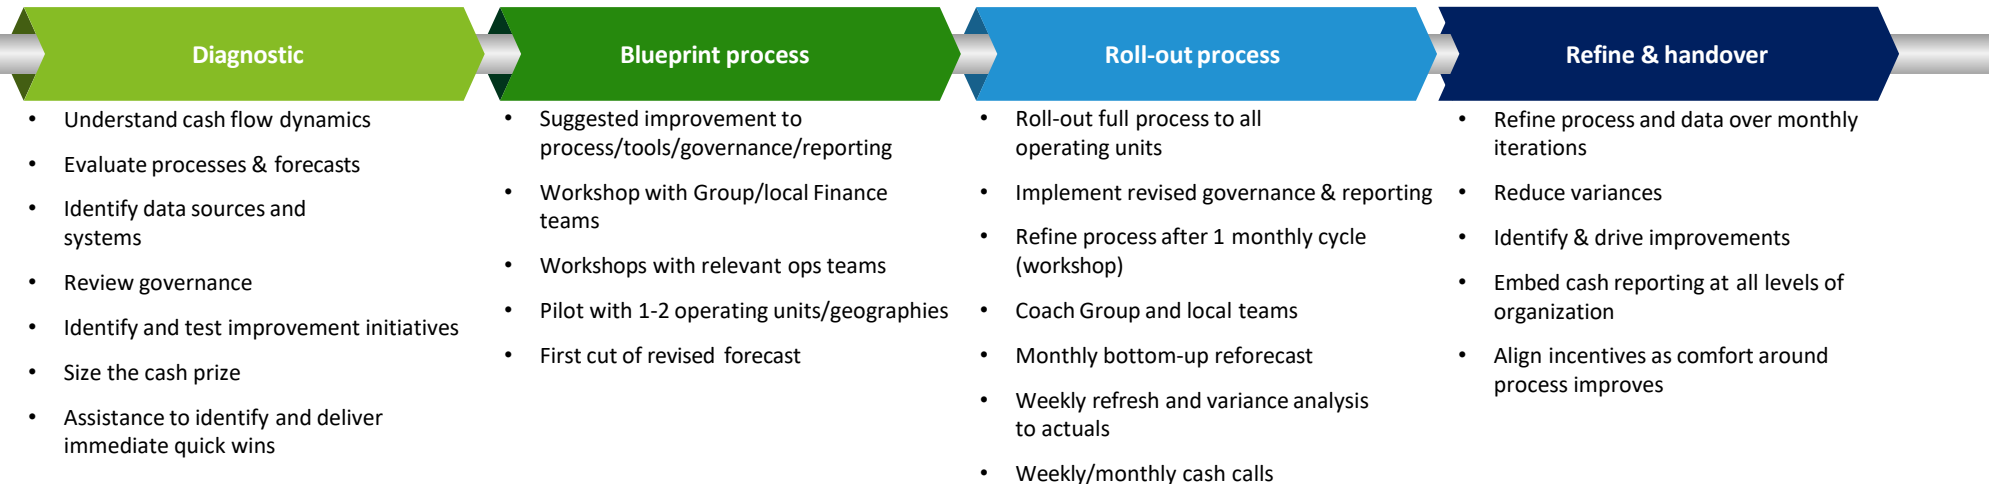 Diagnostic
• Understand cash flow dynamics
• Evaluate processes & forecasts
• Identify data sources and
systems
• Review governance
• Identify and test improvement initiatives
• Size the cash prize
• Assistance to identify and deliver
immediate quick wins
Blueprint process
• Suggested improvement to
process/tools/governance/reporting
• Workshop with Group/local Finance
teams
• Workshops with relevant ops teams
• Pilot with 1-2 operating units/geographies
• First cut of revised forecast
Roll-out process
• Roll-out full process to all
operating units
• Implement revised governance & reporting
• Refine process after 1 monthly cycle
(workshop)
• Coach Group and local teams
• Monthly bottom-up reforecast
• Weekly refresh and variance analysis
to actuals
• Weekly/monthly cash calls
Refine & handover
• Refine process and data over monthly
iterations
• Reduce variances
• Identify & drive improvements
• Embed cash reporting at all levels of
organization
• Align incentives as comfort around
process improves